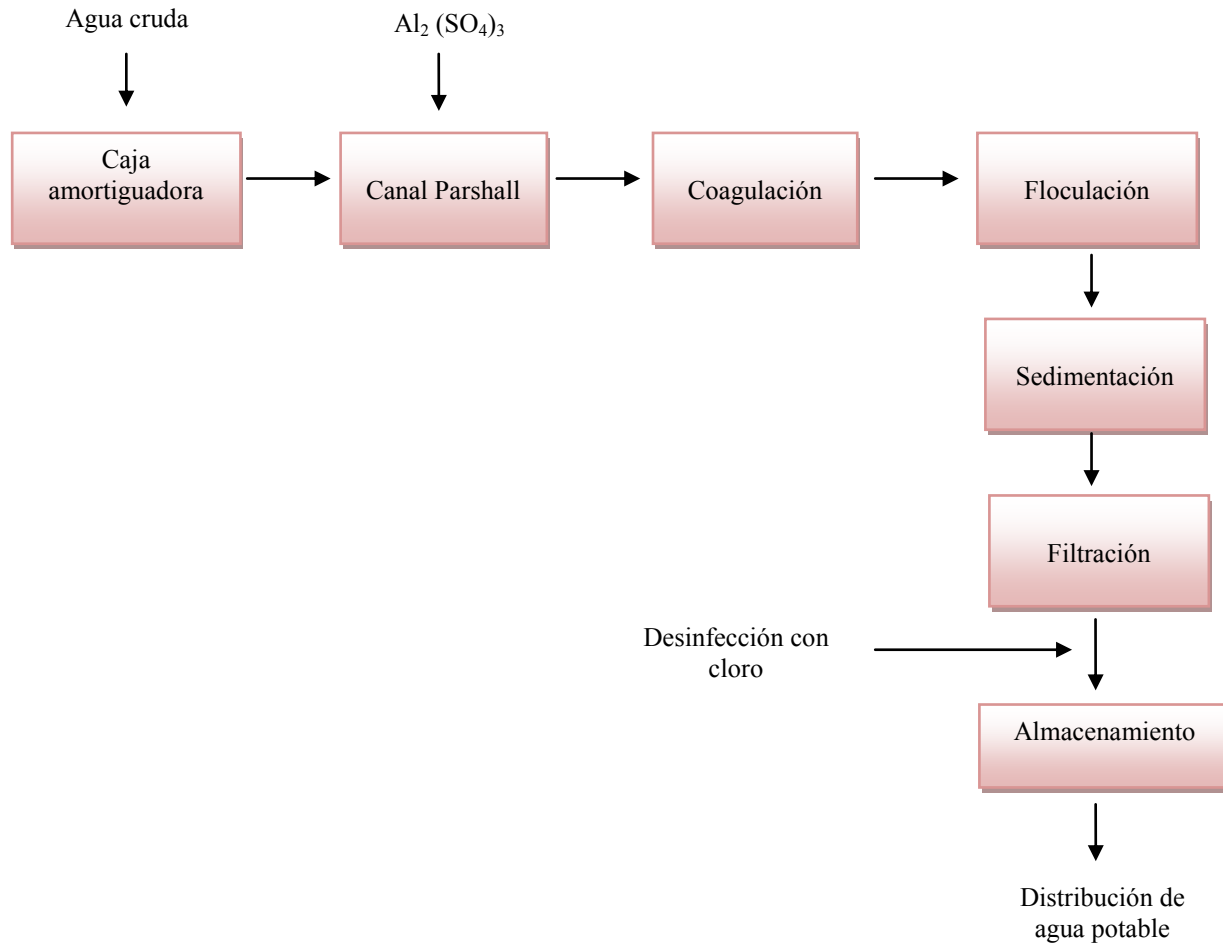 Agua cruda
Al₂ (SO₄)₃
Caja
amortiguadora
Canal Parshall
Coagulación
Floculación
Sedimentación
Filtración
Desinfección con
cloro
Almacenamiento
Distribución de
agua potable